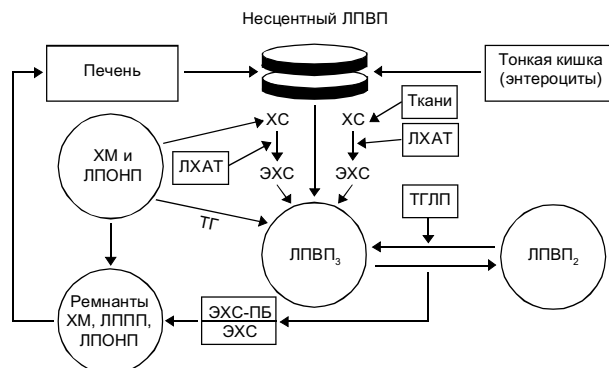 Несцентный ЛПВП
Печень
Тонкая кишка
(энтероциты)
ХС
ХС
Ткани
ХМ и
ЛПОНП
ЛХАТ
ЛХАТ
ЭХС
ЭХС
ТГ
ТГЛП
ЛПВП₃
ЛПВП₂
Ремнанты
ХМ, ЛППП,
ЛПОНП
ЭХС-ПБ
ЭХС